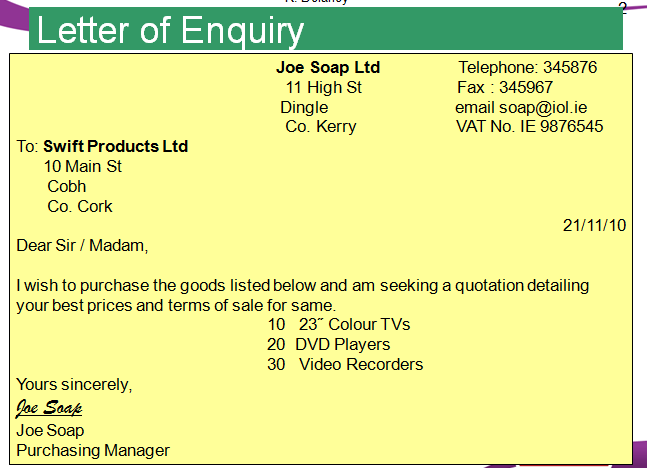 K. Delaney
2
Letter of Enquiry
Joe Soap Ltd Telephone: 345876
11 High St Fax : 345967
Dingle email soap@iol.ie
Co. Kerry VAT No. IE 9876545
To: Swift Products Ltd
10 Main St
Cobh
Co. Cork
21/11/10
Dear Sir / Madam,
I wish to purchase the goods listed below and am seeking a quotation detailing
your best prices and terms of sale for same.
10 23˝ Colour TVs
20 DVD Players
30 Video Recorders
Yours sincerely,
Joe Soap
Joe Soap
Purchasing Manager